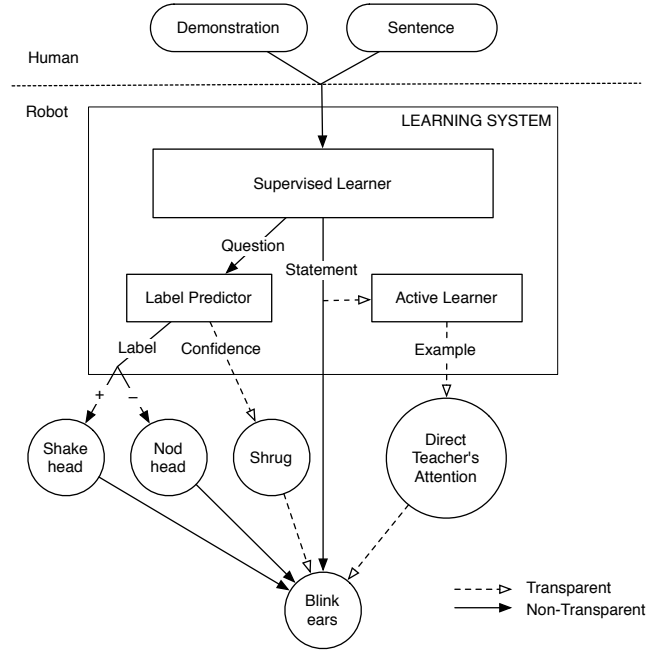 Demonstration
Sentence
Human
Robot
LEARNING SYSTEM
Supervised Learner
Question
Statement
Label Predictor
Active Learner
Label
Confidence
Example
+
–
Shake
head
Nod
head
Shrug
Direct
Teacher's
Attention
Blink
ears
Transparent
Non-Transparent